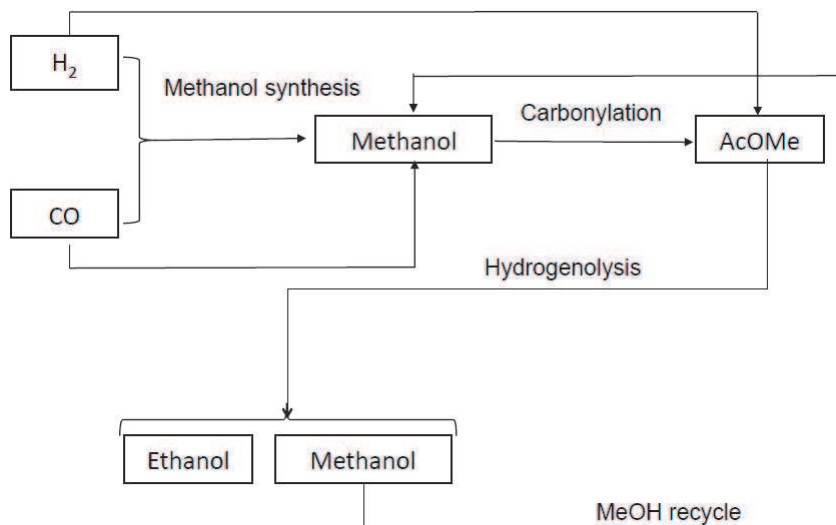 H₂
Methanol synthesis
Carbonylation
Methanol
AcOMe
CO
Hydrogenolysis
Ethanol
Methanol
MeOH recycle